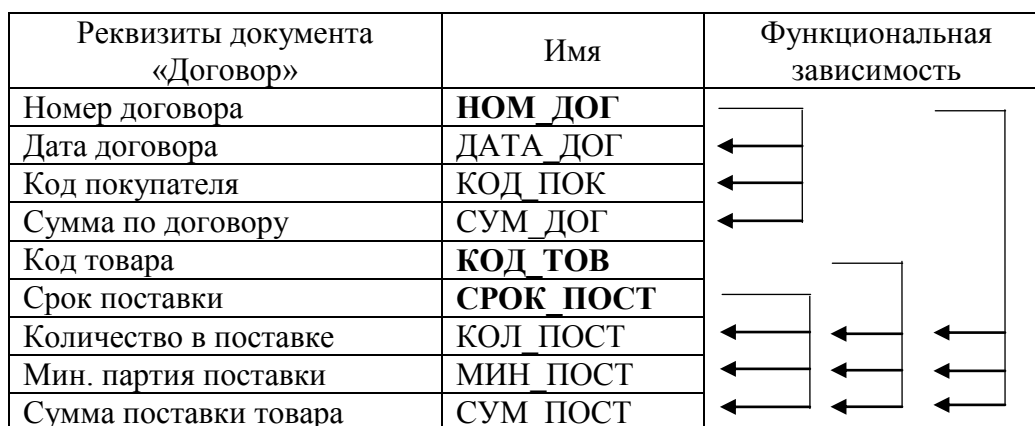 Реквизиты документа
«Договор»
Имя
Функциональная
зависимость
Номер договора
НОМ_ДОГ
Дата договора
ДАТА_ДОГ
Код покупателя
КОД_ПОК
Сумма по договору
СУМ_ДОГ
Код товара
КОД_ТОВ
Срок поставки
СРОК_ПОСТ
Количество в поставке
КОЛ_ПОСТ
Мин. партия поставки
МИН_ПОСТ
Сумма поставки товара
СУМ_ПОСТ